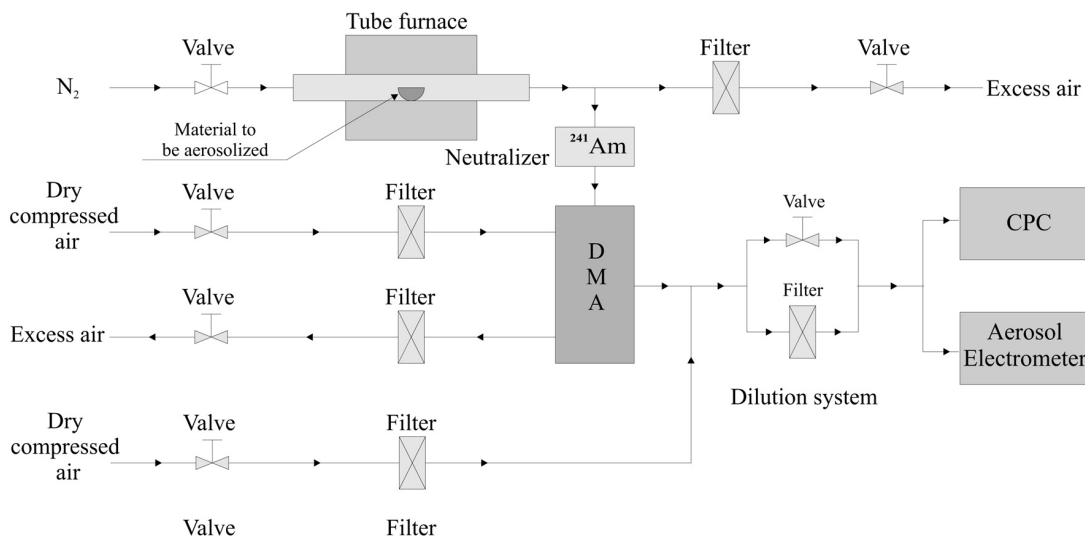 Tube furnace
Valve
Filter
Valve
N₂
Excess air
Material to
be aerosolized
²⁴¹Am
Neutralizer
Dry
compressed
air
Valve
Filter
D
M
A
Valve
CPC
Filter
Valve
Filter
Excess air
Aerosol
Electrometer
Dilution system
Dry
compressed
air
Valve
Filter
Valve
Filter